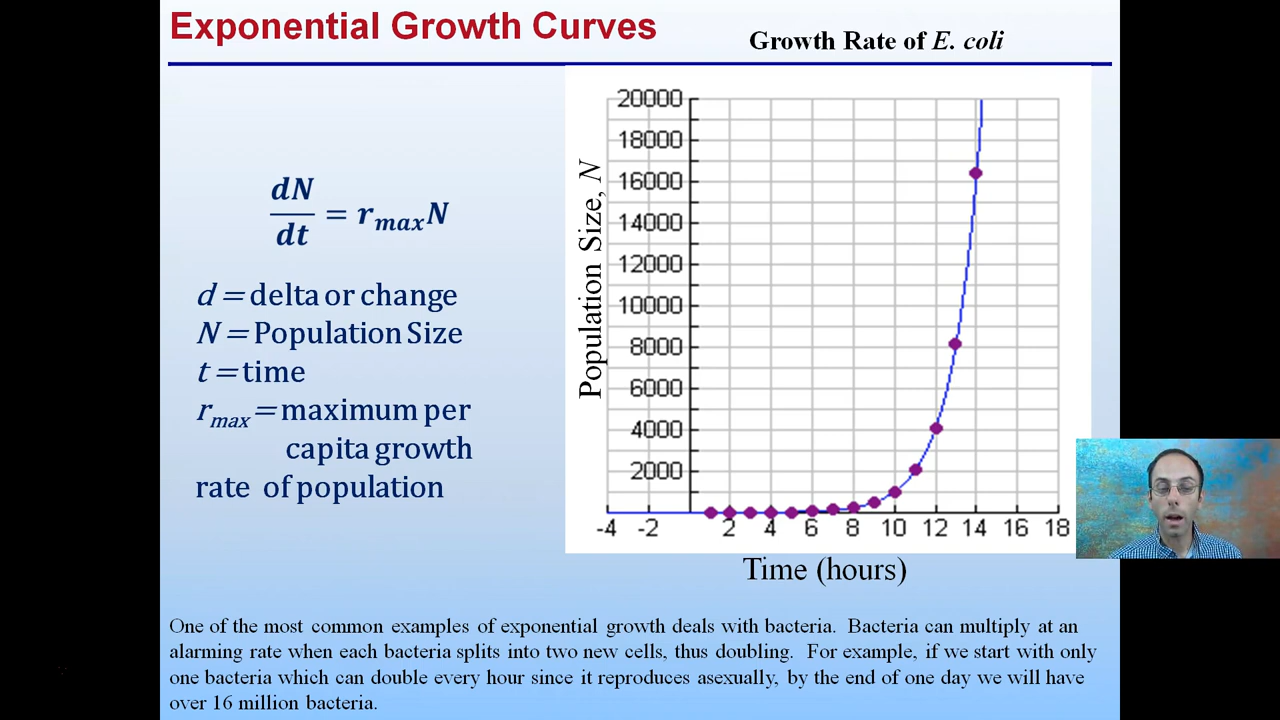 Exponential Growth Curves
Growth Rate of E. coli
dN
dt
= r_max N
d = delta or change
N = Population Size
t = time
r_max = maximum per
capita growth
rate of population
Population Size, N
20000
18000
16000
14000
12000
10000
8000
6000
4000
2000
-4 -2 2 4 6 8 10 12 14 16 18
Time (hours)
One of the most common examples of exponential growth deals with bacteria. Bacteria can multiply at an
alarming rate when each bacteria splits into two new cells, thus doubling. For example, if we start with only
one bacteria which can double every hour since it reproduces asexually, by the end of one day we will have
over 16 million bacteria.